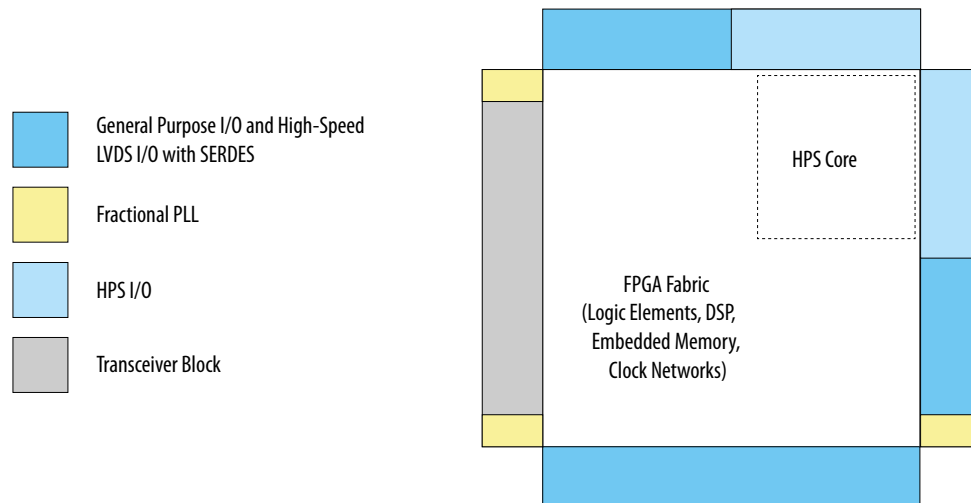 General Purpose I/O and High-Speed
LVDS I/O with SERDES
Fractional PLL
HPS I/O
Transceiver Block
HPS Core
FPGA Fabric
(Logic Elements, DSP,
Embedded Memory,
Clock Networks)